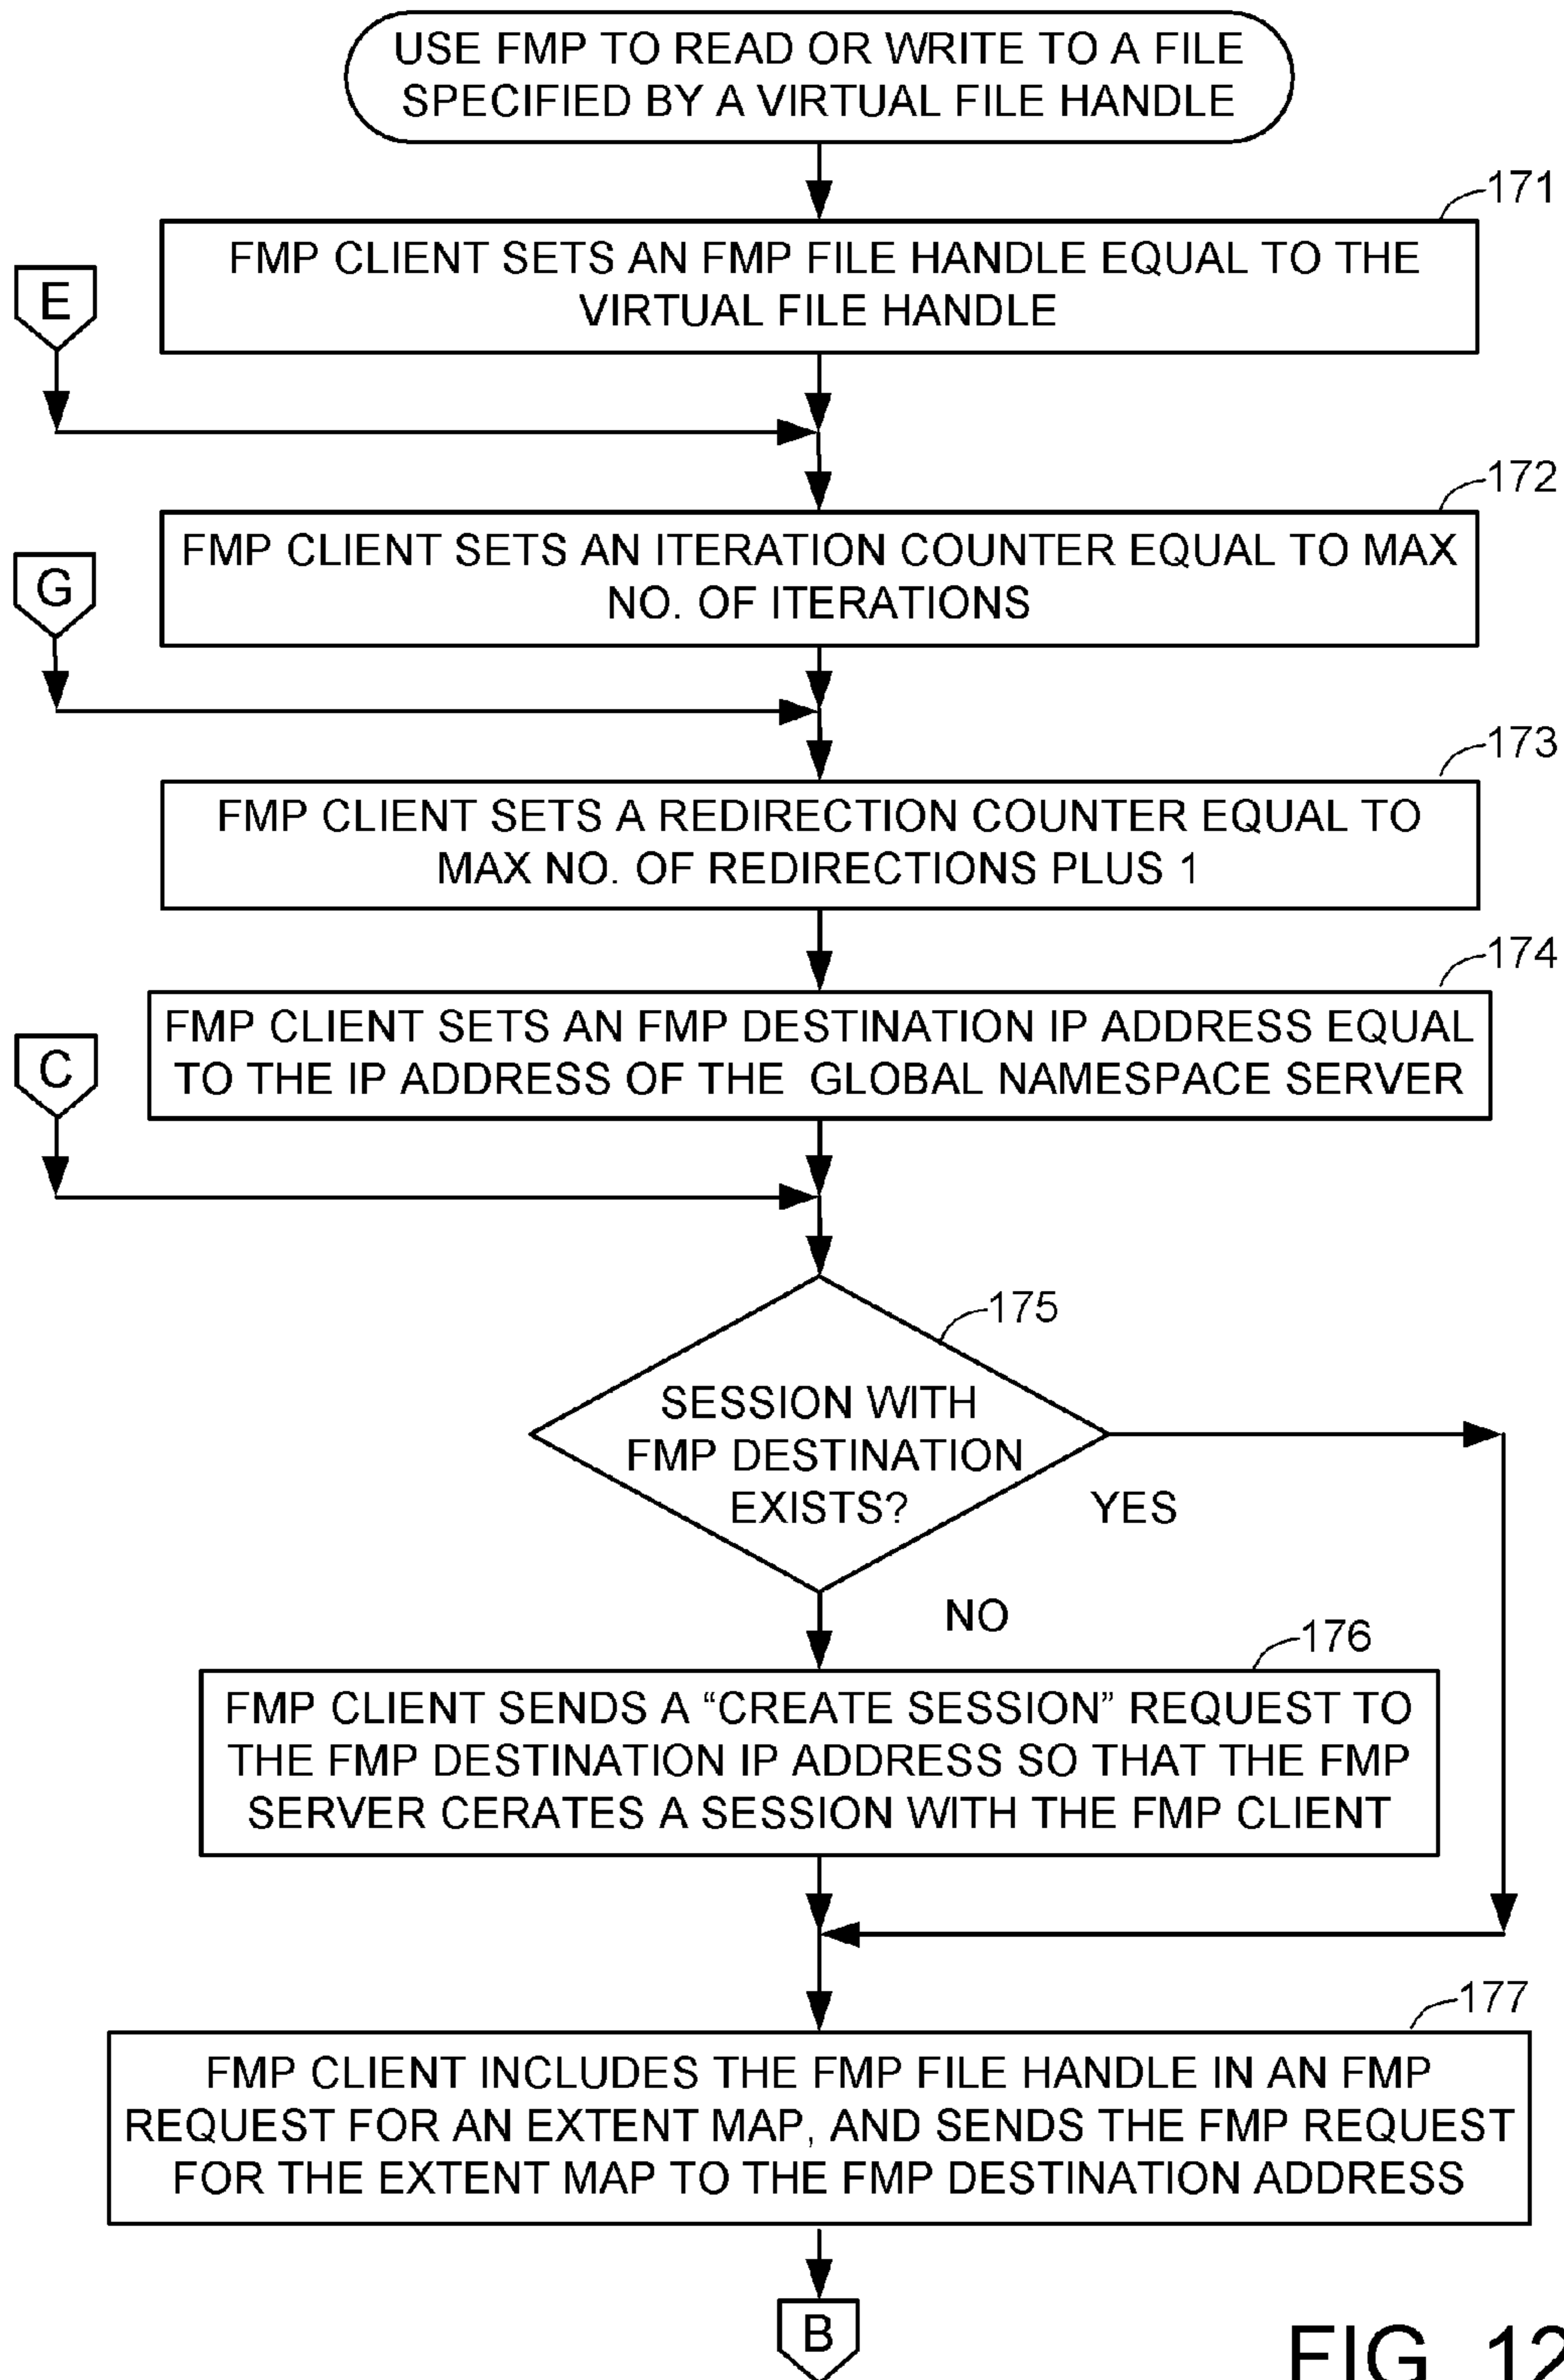 USE FMP TO READ OR WRITE TO A FILE
SPECIFIED BY A VIRTUAL FILE HANDLE
171
FMP CLIENT SETS AN FMP FILE HANDLE EQUAL TO THE
VIRTUAL FILE HANDLE
E
172
FMP CLIENT SETS AN ITERATION COUNTER EQUAL TO MAX
NO. OF ITERATIONS
G
173
FMP CLIENT SETS A REDIRECTION COUNTER EQUAL TO
MAX NO. OF REDIRECTIONS PLUS 1
174
FMP CLIENT SETS AN FMP DESTINATION IP ADDRESS EQUAL
TO THE IP ADDRESS OF THE GLOBAL NAMESPACE SERVER
C
175
SESSION WITH
FMP DESTINATION
EXISTS?
YES
NO
176
FMP CLIENT SENDS A “CREATE SESSION” REQUEST TO
THE FMP DESTINATION IP ADDRESS SO THAT THE FMP
SERVER CERATES A SESSION WITH THE FMP CLIENT
177
FMP CLIENT INCLUDES THE FMP FILE HANDLE IN AN FMP
REQUEST FOR AN EXTENT MAP, AND SENDS THE FMP REQUEST
FOR THE EXTENT MAP TO THE FMP DESTINATION ADDRESS
B
FIG. 12